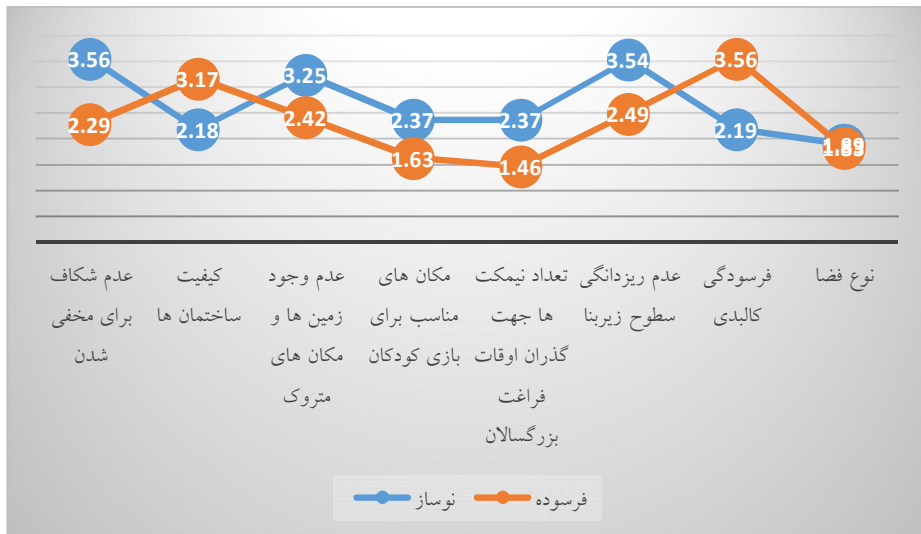 3.56
2.18
3.25
2.37
2.37
3.54
2.19
2.29
3.17
2.42
1.63
1.46
2.49
3.56
نوع فضا
فرسودگی
کالبدی
عدم ریزدانگی
سطوح زیربنا
تعداد نیمکت
ها جهت
گذران اوقات
فراغت
بزرگسالان
مکان های
مناسب برای
بازی کودکان
عدم وجود
زمین ها و
مکان های
متروک
کیفیت
ساختمان ها
عدم شکاف
برای مخفی
شدن
نوساز
فرسوده